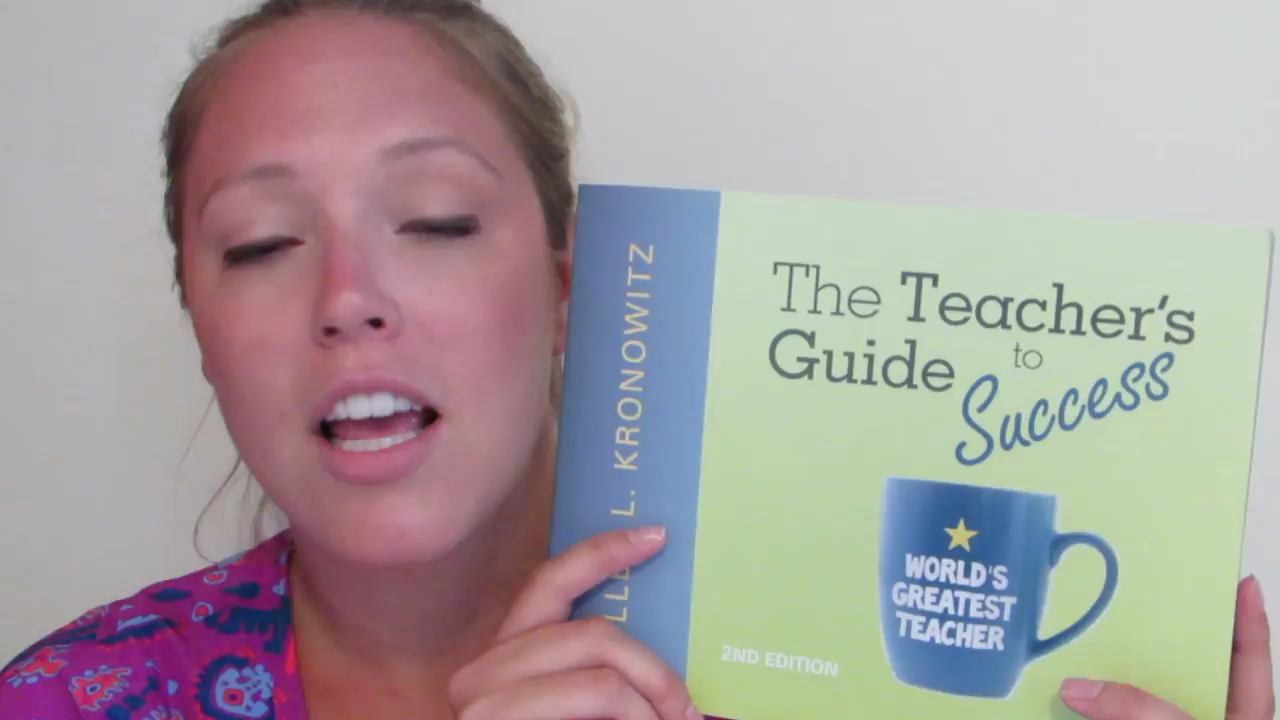 L. KRONOWITZ
The Teacher's
Guide to
Success
WORLD'S
GREATEST
TEACHER
2ND EDITION